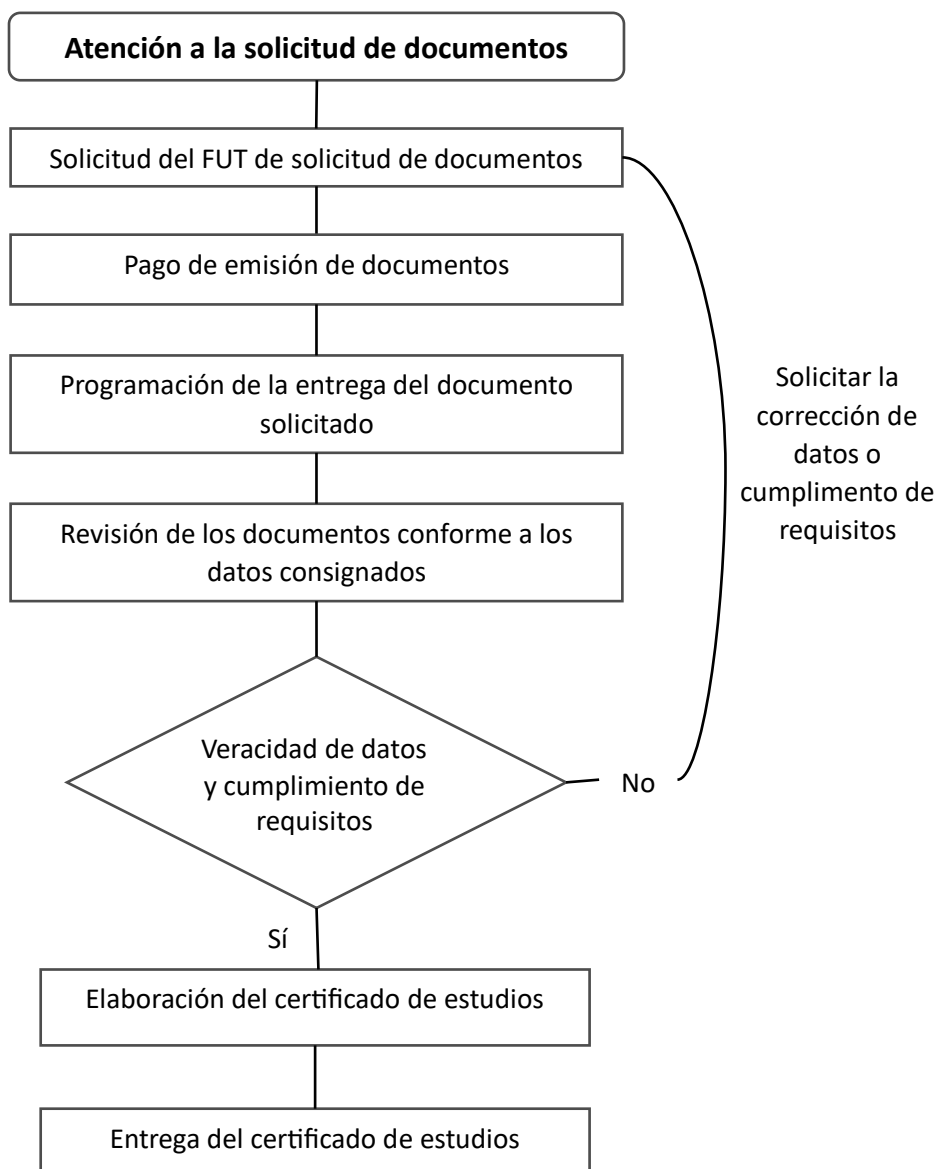 Atención a la solicitud de documentos
Solicitud del FUT de solicitud de documentos
Pago de emisión de documentos
Programación de la entrega del documento
solicitado
Revisión de los documentos conforme a los
datos consignados
Solicitar la
corrección de
datos o
cumplimento de
requisitos
Veracidad de datos
y cumplimiento de
requisitos
No
Sí
Elaboración del certificado de estudios
Entrega del certificado de estudios